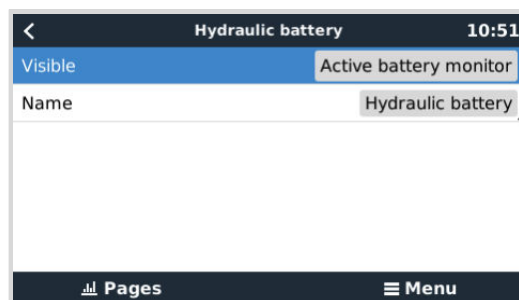 Hydraulic battery 10:51
Visible Active battery monitor
Name Hydraulic battery
Pages Menu